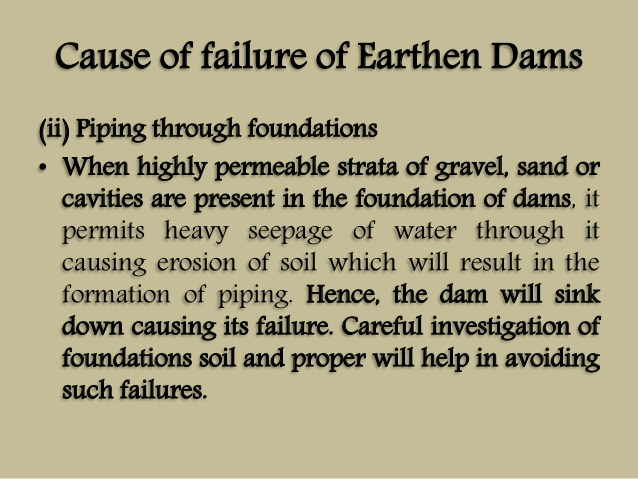 Cause of failure of Earthen Dams
(ii) Piping through foundations
• When highly permeable strata of gravel, sand or
cavities are present in the foundation of dams, it
permits heavy seepage of water through it
causing erosion of soil which will result in the
formation of piping. Hence, the dam will sink
down causing its failure. Careful investigation of
foundations soil and proper will help in avoiding
such failures.